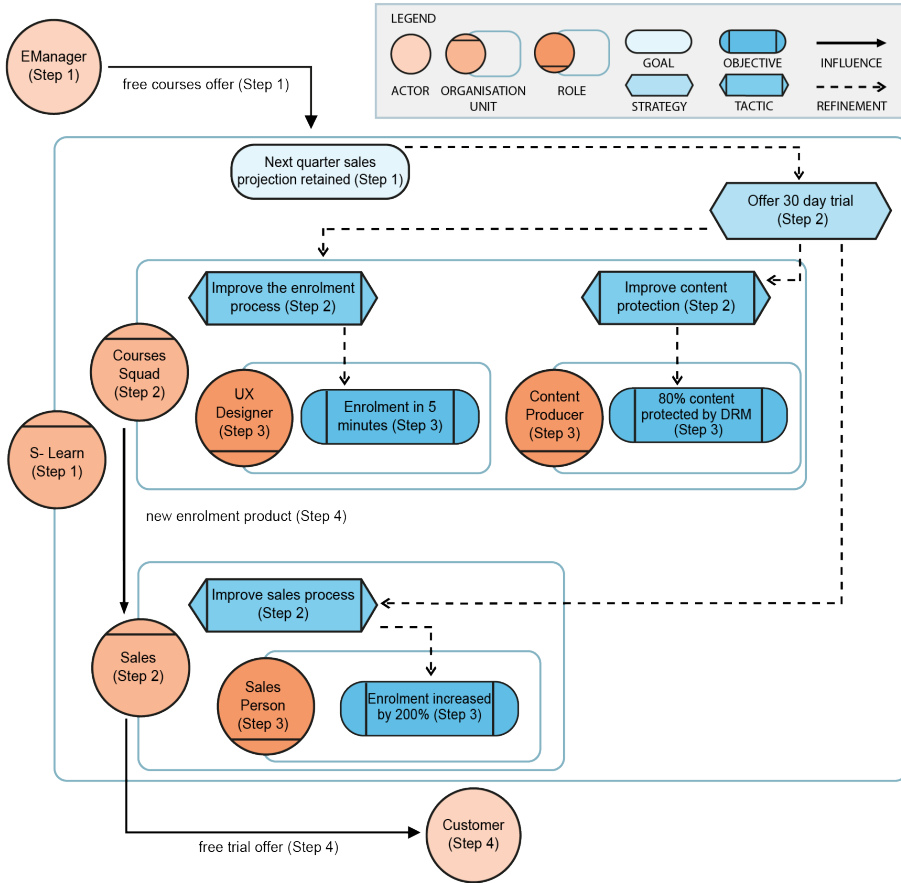 LEGEND
ACTOR
ORGANISATION
UNIT
ROLE
GOAL
STRATEGY
OBJECTIVE
TACTIC
INFLUENCE
REFINEMENT
EManager
(Step 1)
free courses offer (Step 1)
Next quarter sales
projection retained (Step 1)
Offer 30 day trial
(Step 2)
Improve the enrolment
process (Step 2)
Improve content
protection (Step 2)
Courses
Squad
(Step 2)
UX
Designer
(Step 3)
Enrolment in 5
minutes (Step 3)
Content
Producer
(Step 3)
80% content
protected by DRM
(Step 3)
S- Learn
(Step 1)
new enrolment product (Step 4)
Improve sales process
(Step 2)
Sales
(Step 2)
Sales
Person
(Step 3)
Enrolment increased
by 200% (Step 3)
Customer
(Step 4)
free trial offer (Step 4)